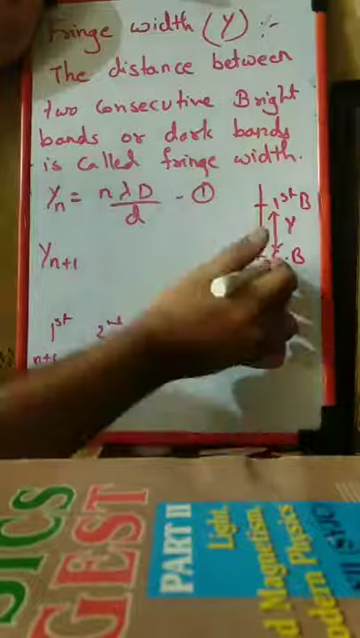 Fringe width (Y) :-
The distance between
two consecutive Bright
bands or dark bands
is called fringe width.
Yn = nλD/d - ①
1st B
Y
C.B
Yn+1
1st 2nd
n+1
PART II
Light,
Magnetism,
Physics